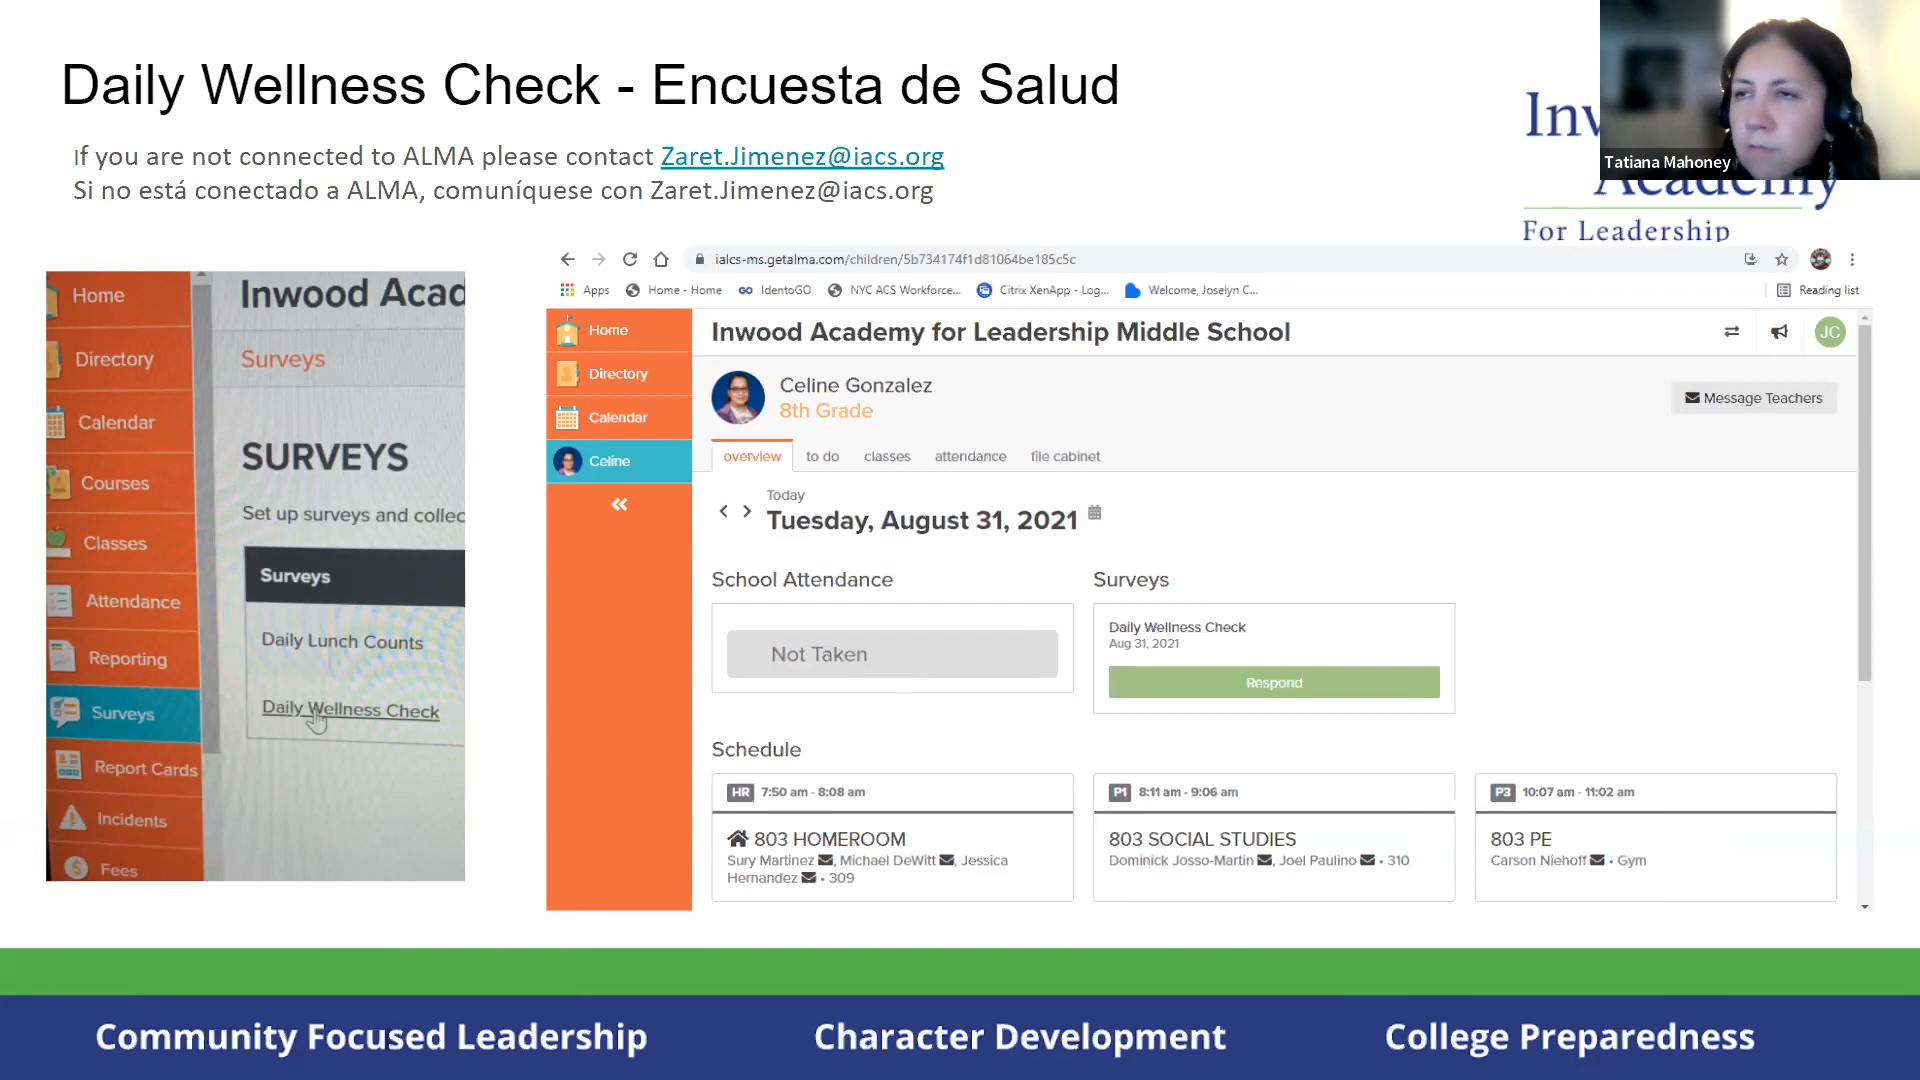 Daily Wellness Check - Encuesta de Salud
If you are not connected to ALMA please contact Zaret.Jimenez@iacs.org
Si no está conectado a ALMA, comuníquese con Zaret.Jimenez@iacs.org
Tatiana Mahoney
Academy
For Leadership
Home
Directory
Calendar
Courses
Classes
Attendance
Reporting
Surveys
Report Cards
Incidents
Fees
Inwood Acad
Surveys
SURVEYS
Set up surveys and collec
Surveys
Daily Lunch Counts
Daily Wellness Check
ialcs-ms.getalma.com/children/5b734174f1d81064be185c5c
Apps Home - Home GO IdentoGO NYC ACS Workforce... Citrix XenApp - Log... Welcome, Joselyn C... Reading list
Home
Directory
Calendar
Celine
Inwood Academy for Leadership Middle School
JC
Celine Gonzalez
8th Grade
Message Teachers
overview to do classes attendance file cabinet
Today
Tuesday, August 31, 2021
School Attendance
Not Taken
Surveys
Daily Wellness Check
Aug 31, 2021
Respond
Schedule
HR 7:50 am - 8:08 am
803 HOMEROOM
Sury Martinez, Michael DeWitt, Jessica
Hernandez • 309
P1 8:11 am - 9:06 am
803 SOCIAL STUDIES
Dominick Josso-Martin, Joel Paulino • 310
P3 10:07 am - 11:02 am
803 PE
Carson Niehoff • Gym
Community Focused Leadership
Character Development
College Preparedness